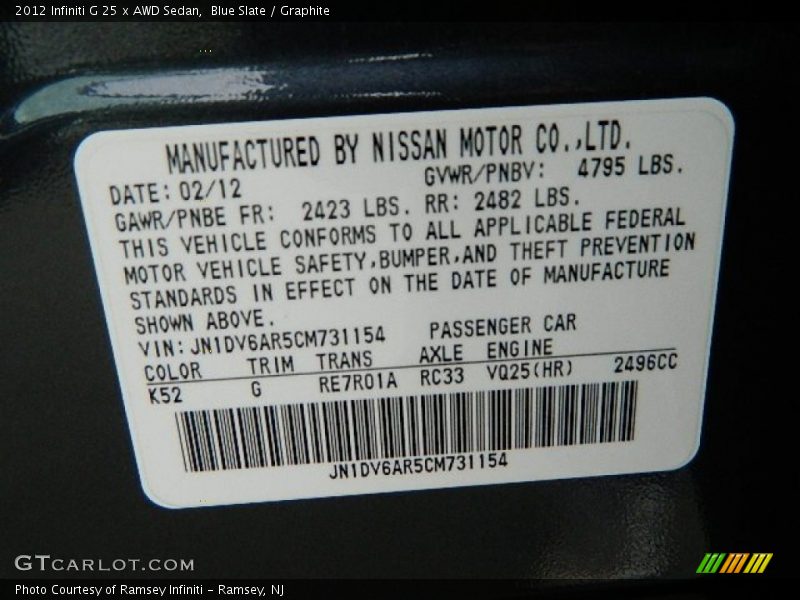 2012 Infiniti G 25 x AWD Sedan, Blue Slate / Graphite
MANUFACTURED BY NISSAN MOTOR CO.,LTD.
DATE: 02/12 GVWR/PNBV: 4795 LBS.
GAWR/PNBE FR: 2423 LBS. RR: 2482 LBS.
THIS VEHICLE CONFORMS TO ALL APPLICABLE FEDERAL
MOTOR VEHICLE SAFETY,BUMPER,AND THEFT PREVENTION
STANDARDS IN EFFECT ON THE DATE OF MANUFACTURE
SHOWN ABOVE.
VIN: JN1DV6AR5CM731154 PASSENGER CAR
COLOR TRIM TRANS AXLE ENGINE
K52 G RE7R01A RC33 VQ25(HR) 2496CC
JN1DV6AR5CM731154
GTCARLOT.COM
Photo Courtesy of Ramsey Infiniti - Ramsey, NJ